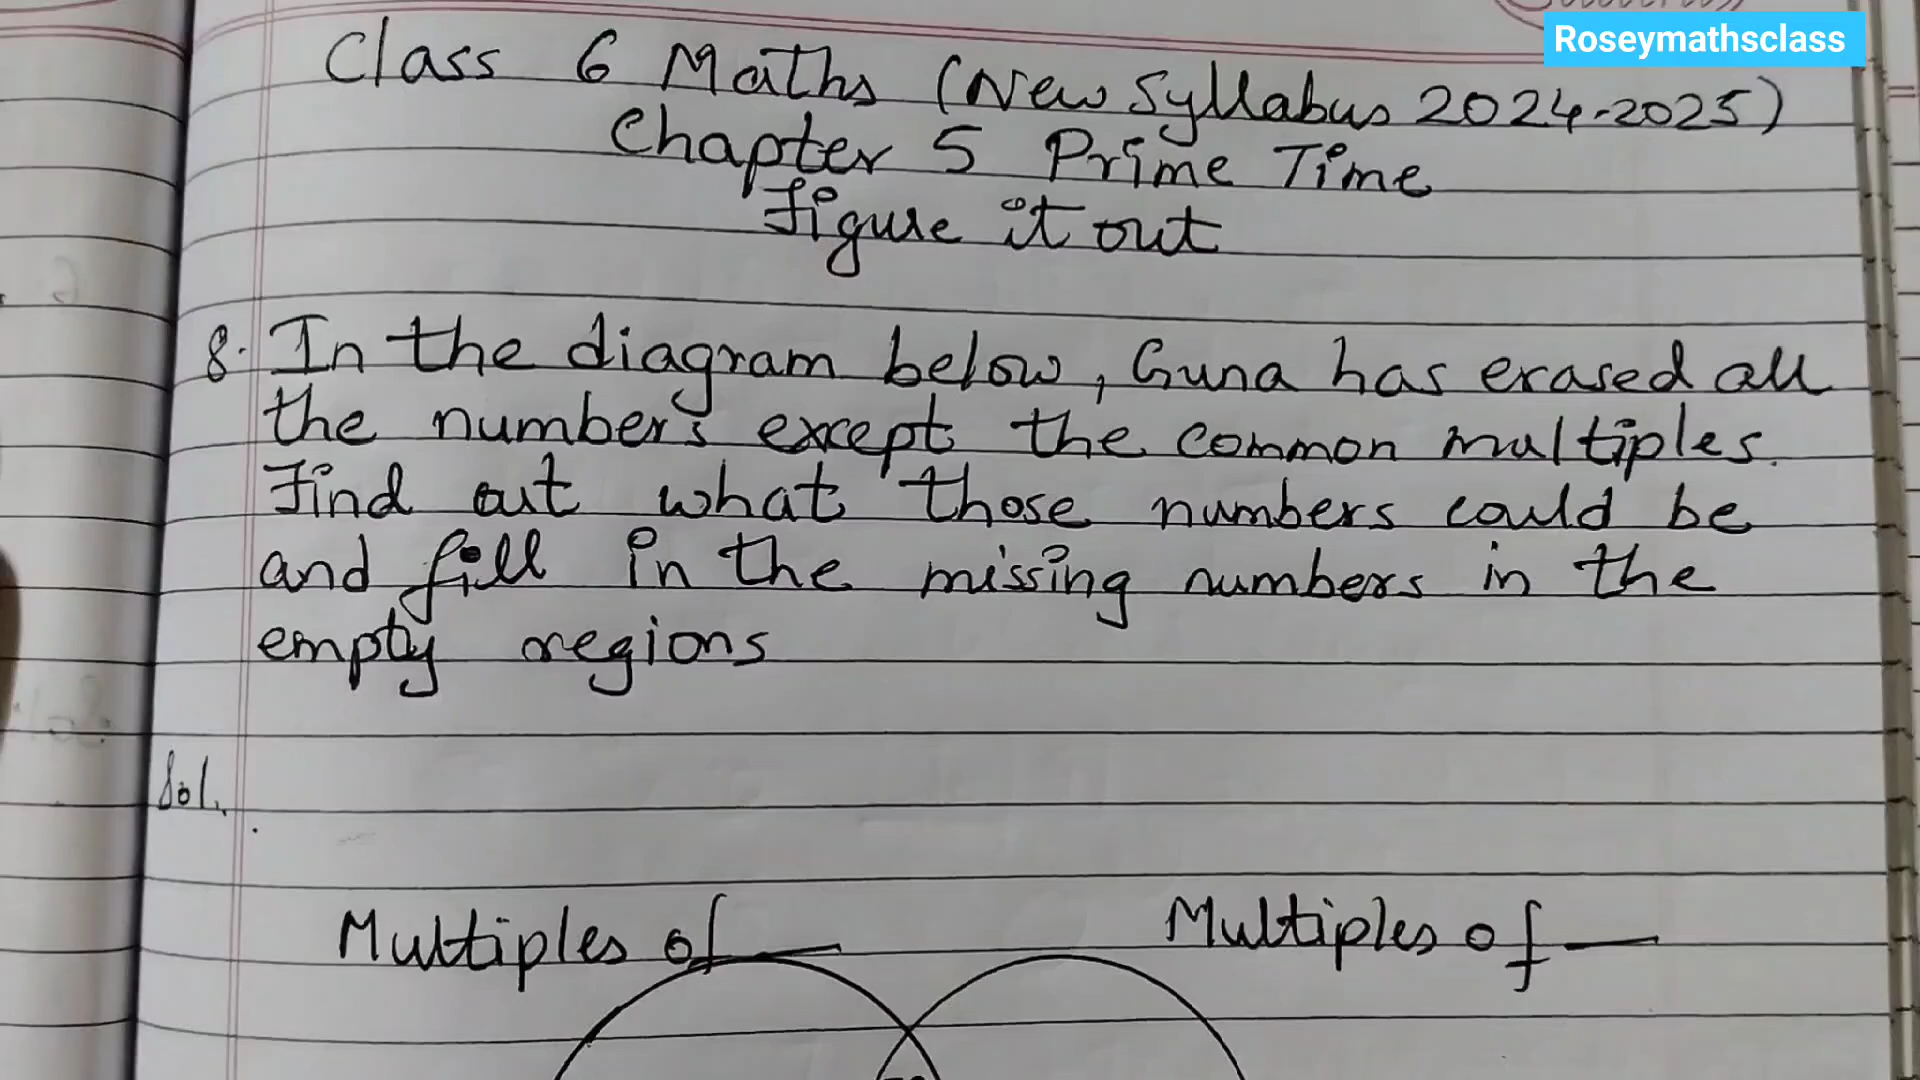 Roseymathsclass
Class 6 Maths (New Syllabus 2024-2025)
Chapter 5 Prime Time
Figure it out
8. In the diagram below, Guna has erased all
the numbers except the common multiples.
Find out what those numbers could be
and fill in the missing numbers in the
empty regions
Sol.
Multiples of — Multiples of —